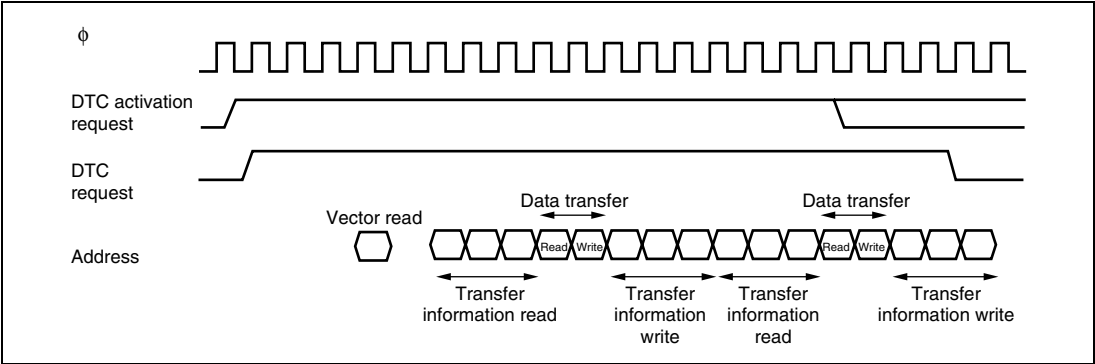 ϕ
DTC activation
request
DTC
request
Data transfer
Data transfer
Vector read
Address
Read
Write
Read
Write
Transfer
information read
Transfer
information
write
Transfer
information
read
Transfer
information write